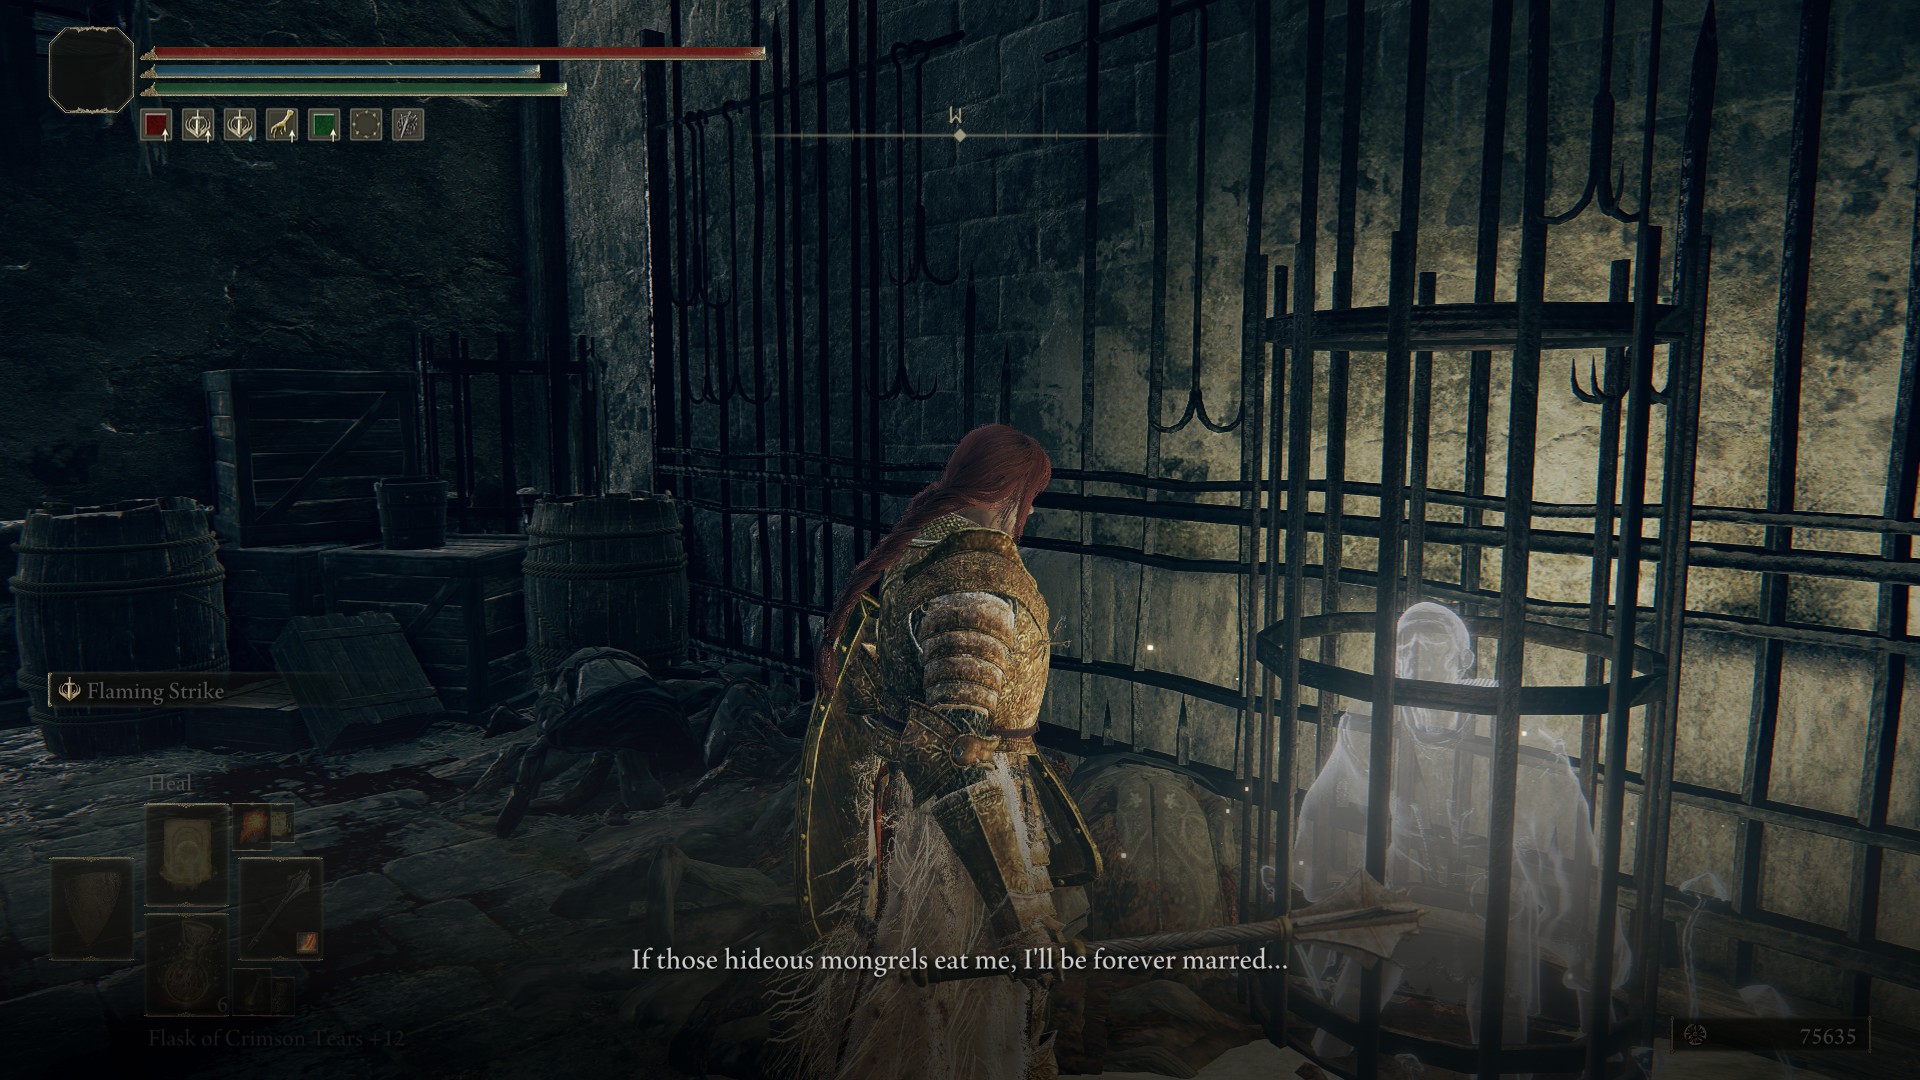 W
Flaming Strike
Heal
6
If those hideous mongrels eat me, I'll be forever marred...
Flask of Crimson Tears +12
75635